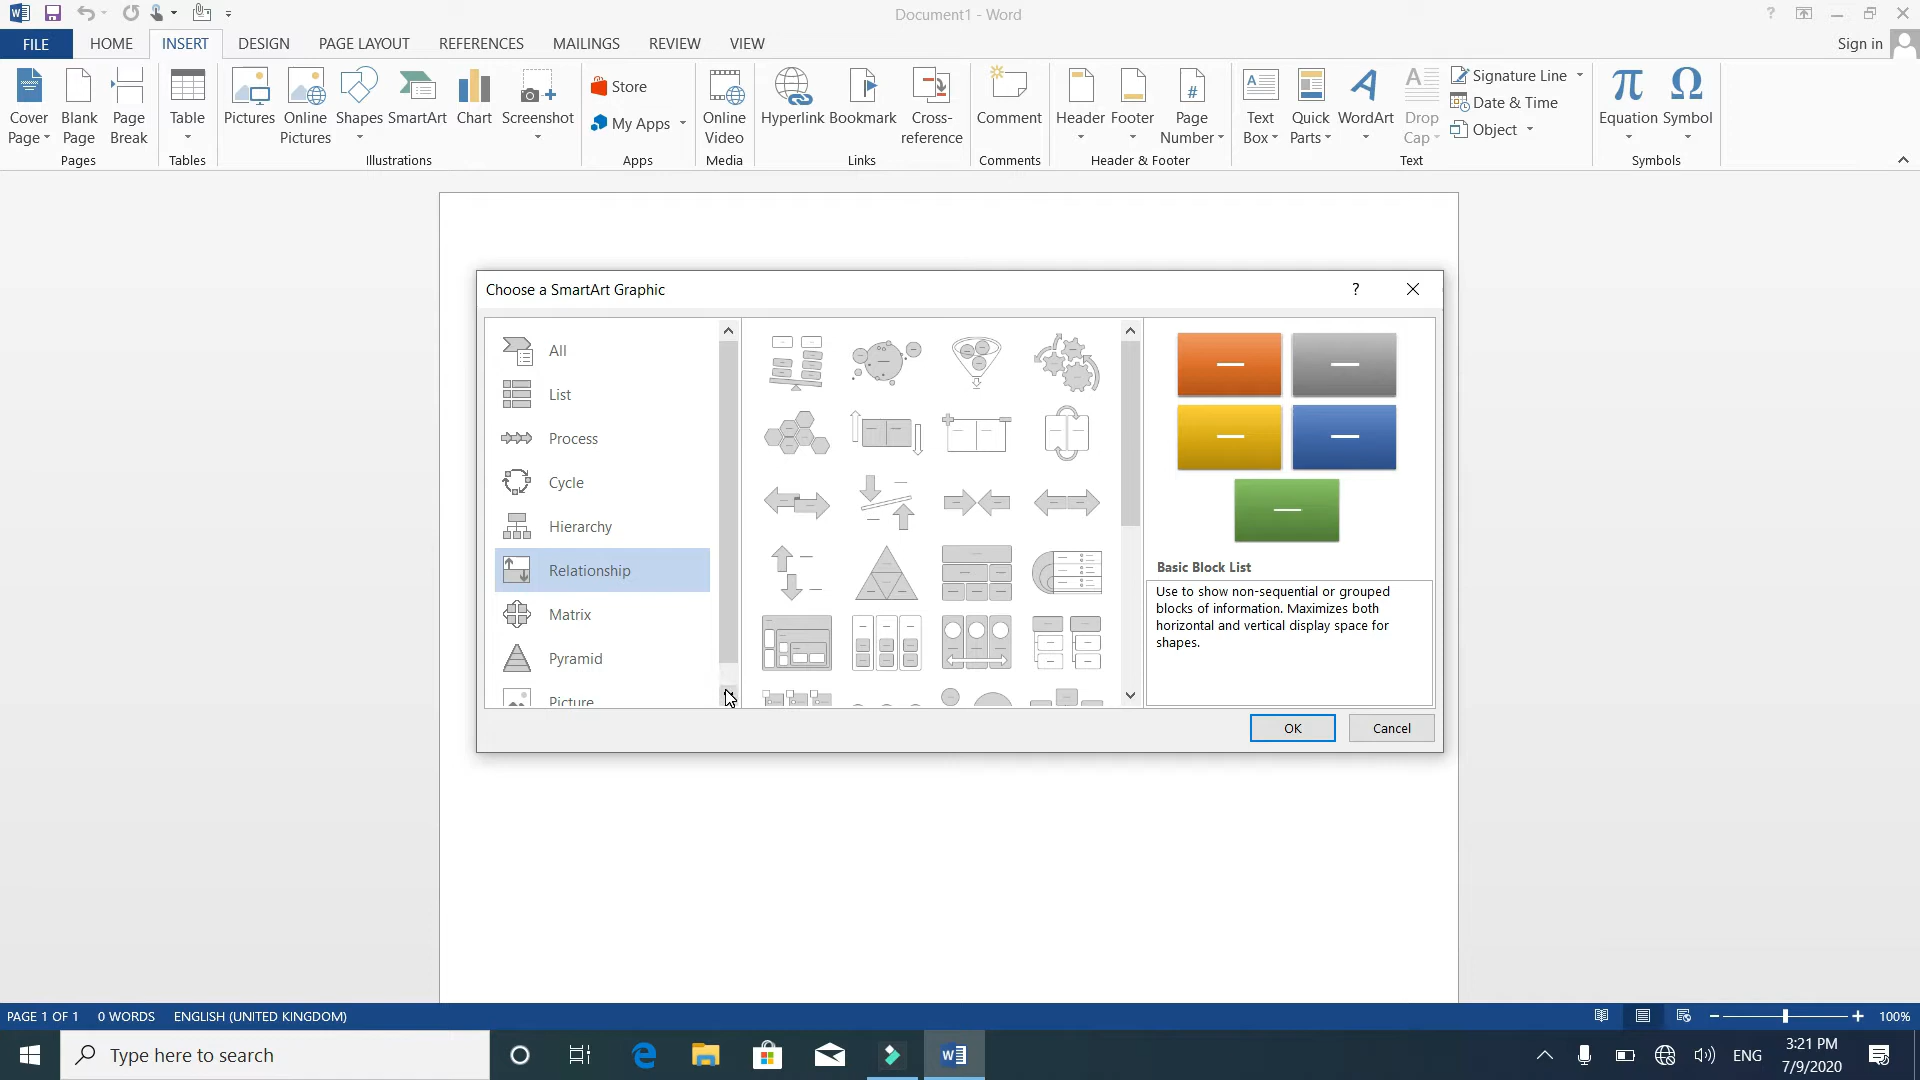 Document1 - Word
FILE
HOME
INSERT
DESIGN
PAGE LAYOUT
REFERENCES
MAILINGS
REVIEW
VIEW
Sign in
Cover
Page
Blank
Page
Page
Break
Pages
Table
Tables
Pictures
Online
Pictures
Shapes
SmartArt
Chart
Screenshot
Illustrations
Store
My Apps
Apps
Online
Video
Media
Hyperlink
Bookmark
Cross-
reference
Links
Comment
Comments
Header
Footer
Page
Number
Header & Footer
Text
Box
Quick
Parts
WordArt
Drop
Cap
Signature Line
Date & Time
Object
Text
Equation
Symbol
Symbols
Choose a SmartArt Graphic
All
List
Process
Cycle
Hierarchy
Relationship
Matrix
Pyramid
Picture
Basic Block List
Use to show non-sequential or grouped
blocks of information. Maximizes both
horizontal and vertical display space for
shapes.
OK
Cancel
PAGE 1 OF 1
0 WORDS
ENGLISH (UNITED KINGDOM)
100%
Type here to search
ENG
3:21 PM
7/9/2020